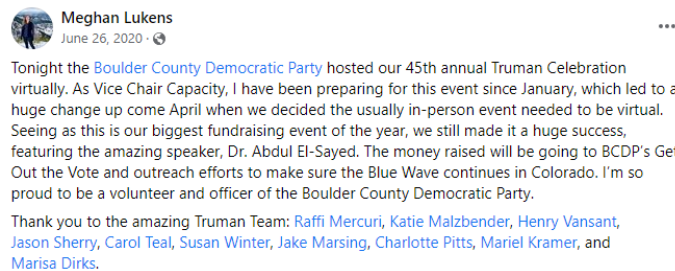 Meghan Lukens
June 26, 2020 ·
Tonight the Boulder County Democratic Party hosted our 45th annual Truman Celebration
virtually. As Vice Chair Capacity, I have been preparing for this event since January, which led to a
huge change up come April when we decided the usually in-person event needed to be virtual.
Seeing as this is our biggest fundraising event of the year, we still made it a huge success,
featuring the amazing speaker, Dr. Abdul El-Sayed. The money raised will be going to BCDP's Get
Out the Vote and outreach efforts to make sure the Blue Wave continues in Colorado. I'm so
proud to be a volunteer and officer of the Boulder County Democratic Party.
Thank you to the amazing Truman Team: Raffi Mercuri, Katie Malzbender, Henry Vansant,
Jason Sherry, Carol Teal, Susan Winter, Jake Marsing, Charlotte Pitts, Mariel Kramer, and
Marisa Dirks.